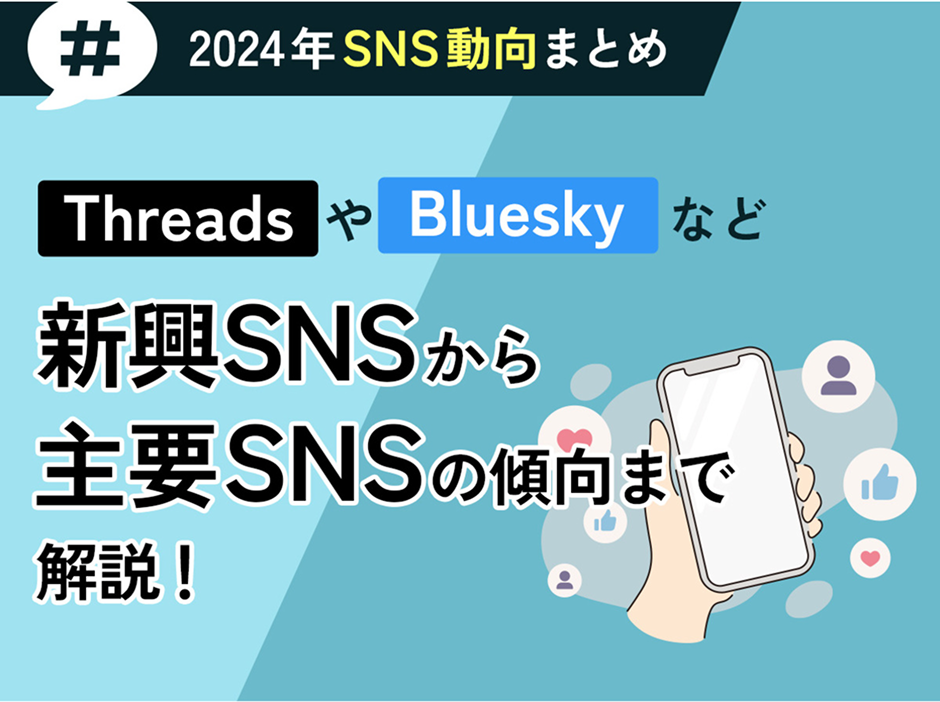 #
2024年SNS動向まとめ
Threads や Bluesky など
新興SNSから
主要SNSの傾向まで
解説！